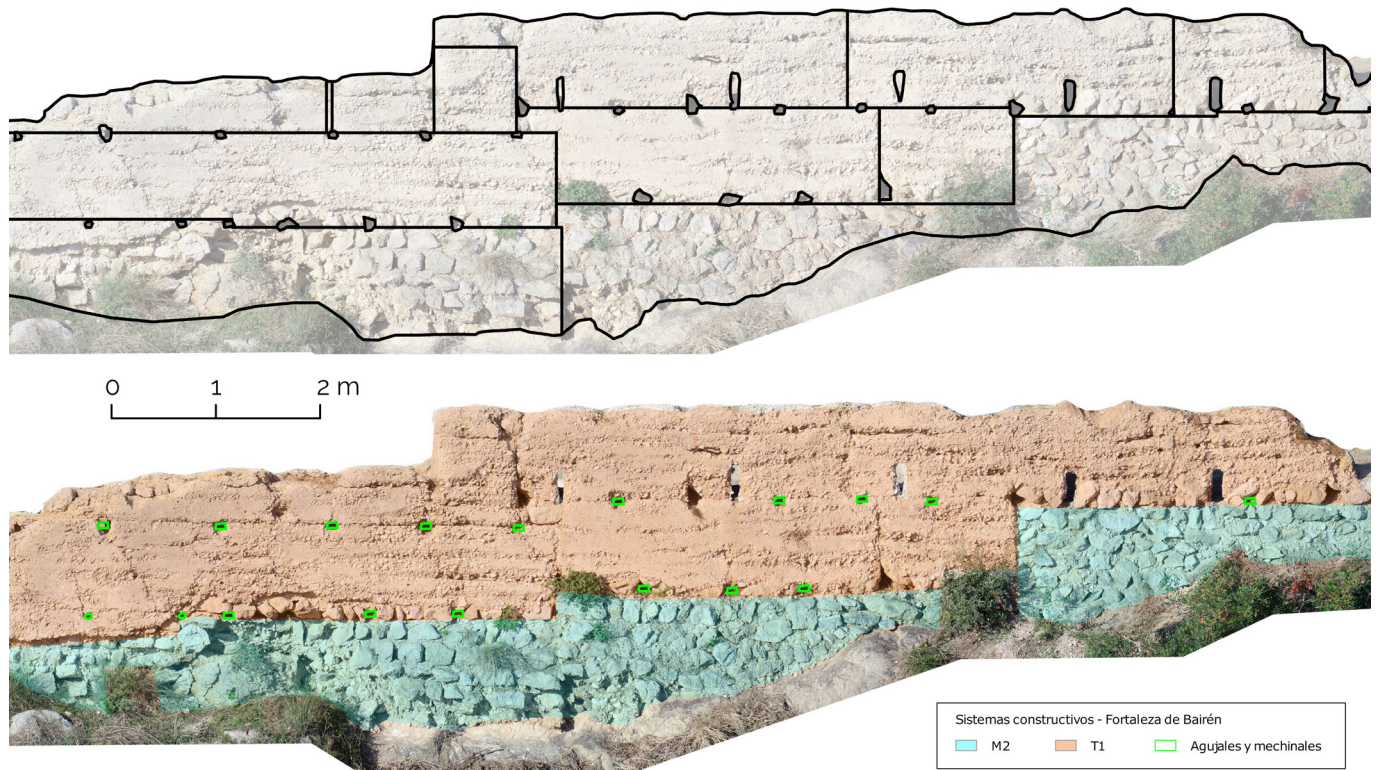 0 1 2 m
Sistemas constructivos - Fortaleza de Bairén
M2 T1 Agujales y mechinales